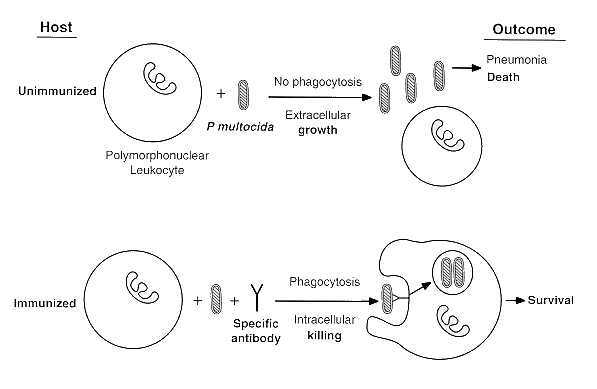 Host
Outcome
Unimmunized
+
P multocida
No phagocytosis
Extracellular
growth
Pneumonia
Death
Polymorphonuclear
Leukocyte
Immunized
+
+
Specific
antibody
Phagocytosis
Intracellular
killing
Survival